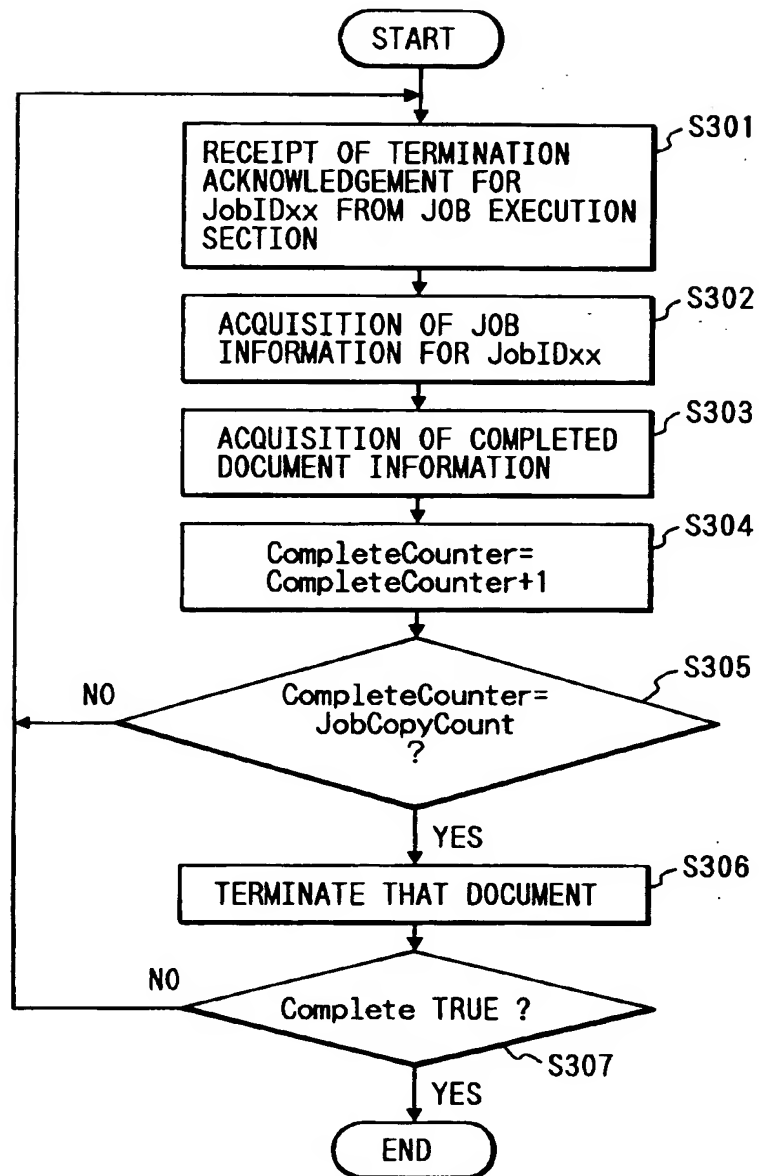 START
S301
RECEIPT OF TERMINATION
ACKNOWLEDGEMENT FOR
JobIDxx FROM JOB EXECUTION
SECTION
S302
ACQUISITION OF JOB
INFORMATION FOR JobIDxx
S303
ACQUISITION OF COMPLETED
DOCUMENT INFORMATION
S304
CompleteCounter=
CompleteCounter+1
S305
NO
CompleteCounter=
JobCopyCount
?
YES
S306
TERMINATE THAT DOCUMENT
NO
Complete TRUE ?
S307
YES
END